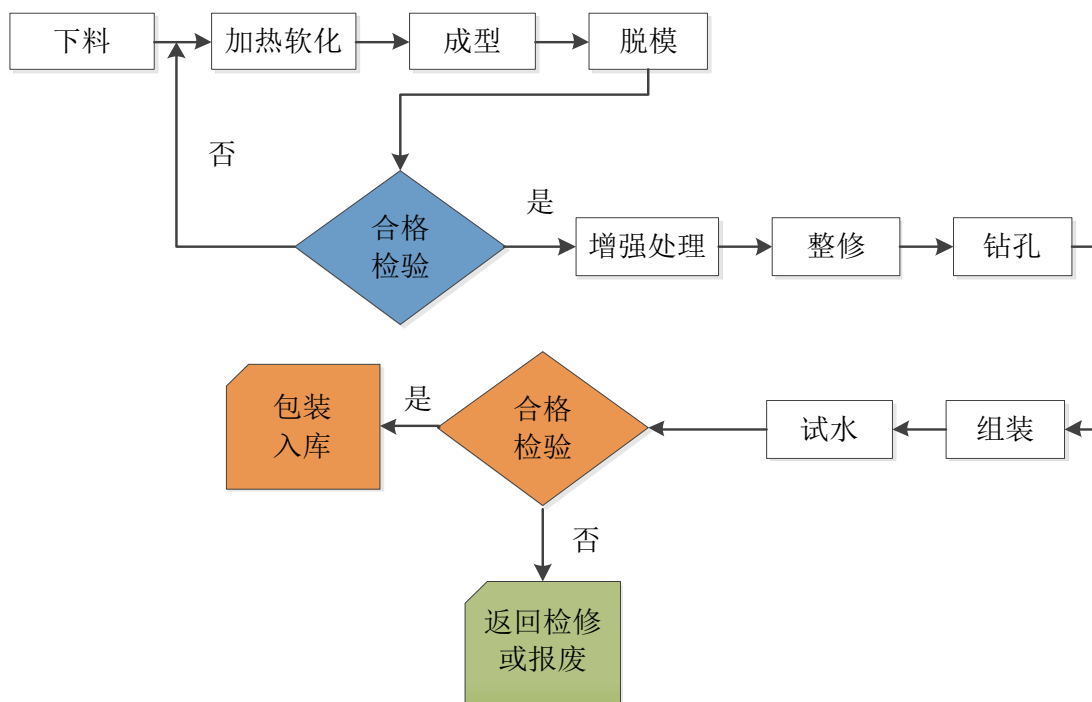 下料
加热软化
成型
脱模
否
合格
检验
是
增强处理
整修
钻孔
包装
入库
是
合格
检验
试水
组装
否
返回检修
或报废